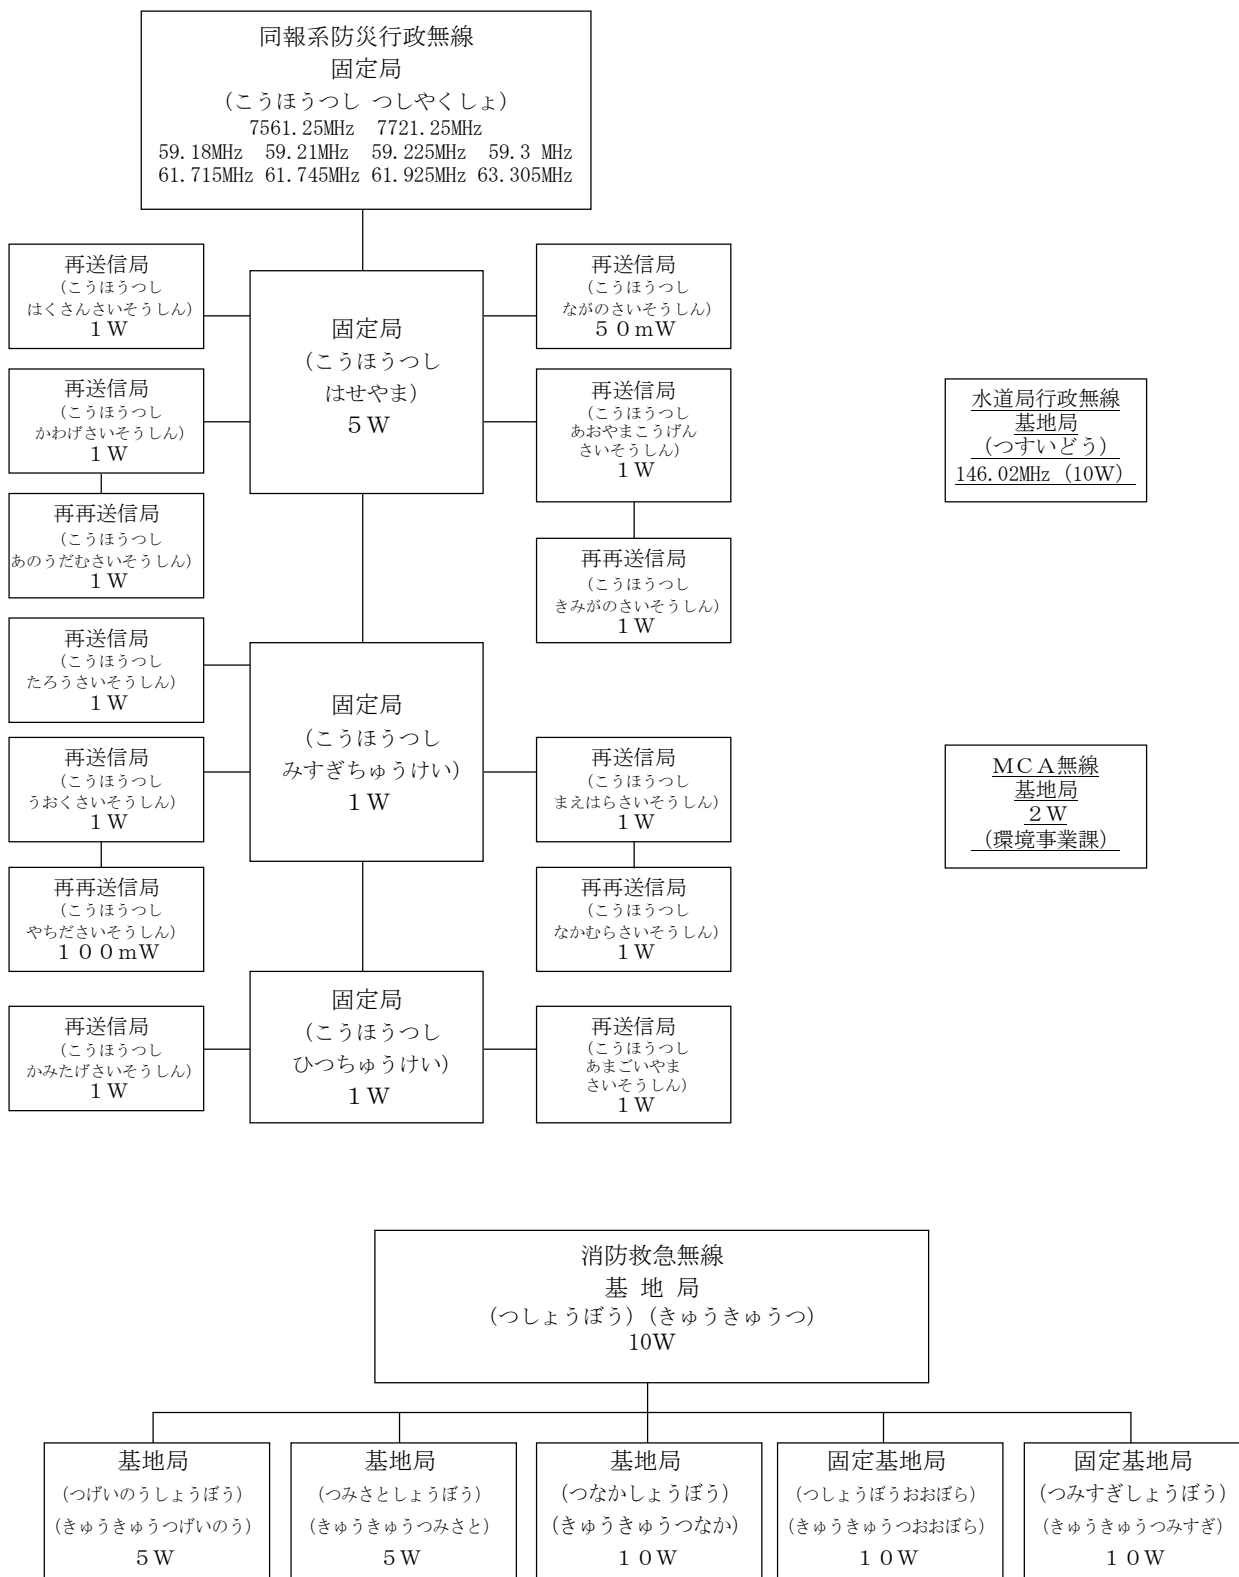 同報系防災行政無線
固定局
（こうほうつし つしやくしょ）
7561.25MHz 7721.25MHz
59.18MHz 59.21MHz 59.225MHz 59.3 MHz
61.715MHz 61.745MHz 61.925MHz 63.305MHz
再送信局
（こうほうつし
はくさんさいそうしん）
１Ｗ
固定局
（こうほうつし
はせやま）
５Ｗ
再送信局
（こうほうつし
ながのさいそうしん）
５０ｍＷ
再送信局
（こうほうつし
かわげさいそうしん）
１Ｗ
再送信局
（こうほうつし
あおやまこうげん
さいそうしん）
１Ｗ
水道局行政無線
基地局
（つすいどう）
146.02MHz（10W）
再再送信局
（こうほうつし
あのうだむさいそうしん）
１Ｗ
再再送信局
（こうほうつし
きみがのさいそうしん）
１Ｗ
再送信局
（こうほうつし
たろうさいそうしん）
１Ｗ
固定局
（こうほうつし
みすぎちゅうけい）
１Ｗ
再送信局
（こうほうつし
うおくさいそうしん）
１Ｗ
再送信局
（こうほうつし
まえはらさいそうしん）
１Ｗ
ＭＣＡ無線
基地局
２Ｗ
（環境事業課）
再再送信局
（こうほうつし
やちださいそうしん）
１００ｍＷ
再再送信局
（こうほうつし
なかむらさいそうしん）
１Ｗ
再送信局
（こうほうつし
かみたげさいそうしん）
１Ｗ
固定局
（こうほうつし
ひつちゅうけい）
１Ｗ
再送信局
（こうほうつし
あまごいやま
さいそうしん）
１Ｗ
消防救急無線
基 地 局
（つしょうぼう）（きゅうきゅうつ）
10W
基地局
（つげいのうしょうぼう）
（きゅうきゅうつげいのう）
５Ｗ
基地局
（つみさとしょうぼう）
（きゅうきゅうつみさと）
５Ｗ
基地局
（つなかしょうぼう）
（きゅうきゅうつなか）
１０Ｗ
固定基地局
（つしょうぼうおおぼら）
（きゅうきゅうつおおぼら）
１０Ｗ
固定基地局
（つみすぎしょうぼう）
（きゅうきゅうつみすぎ）
１０Ｗ